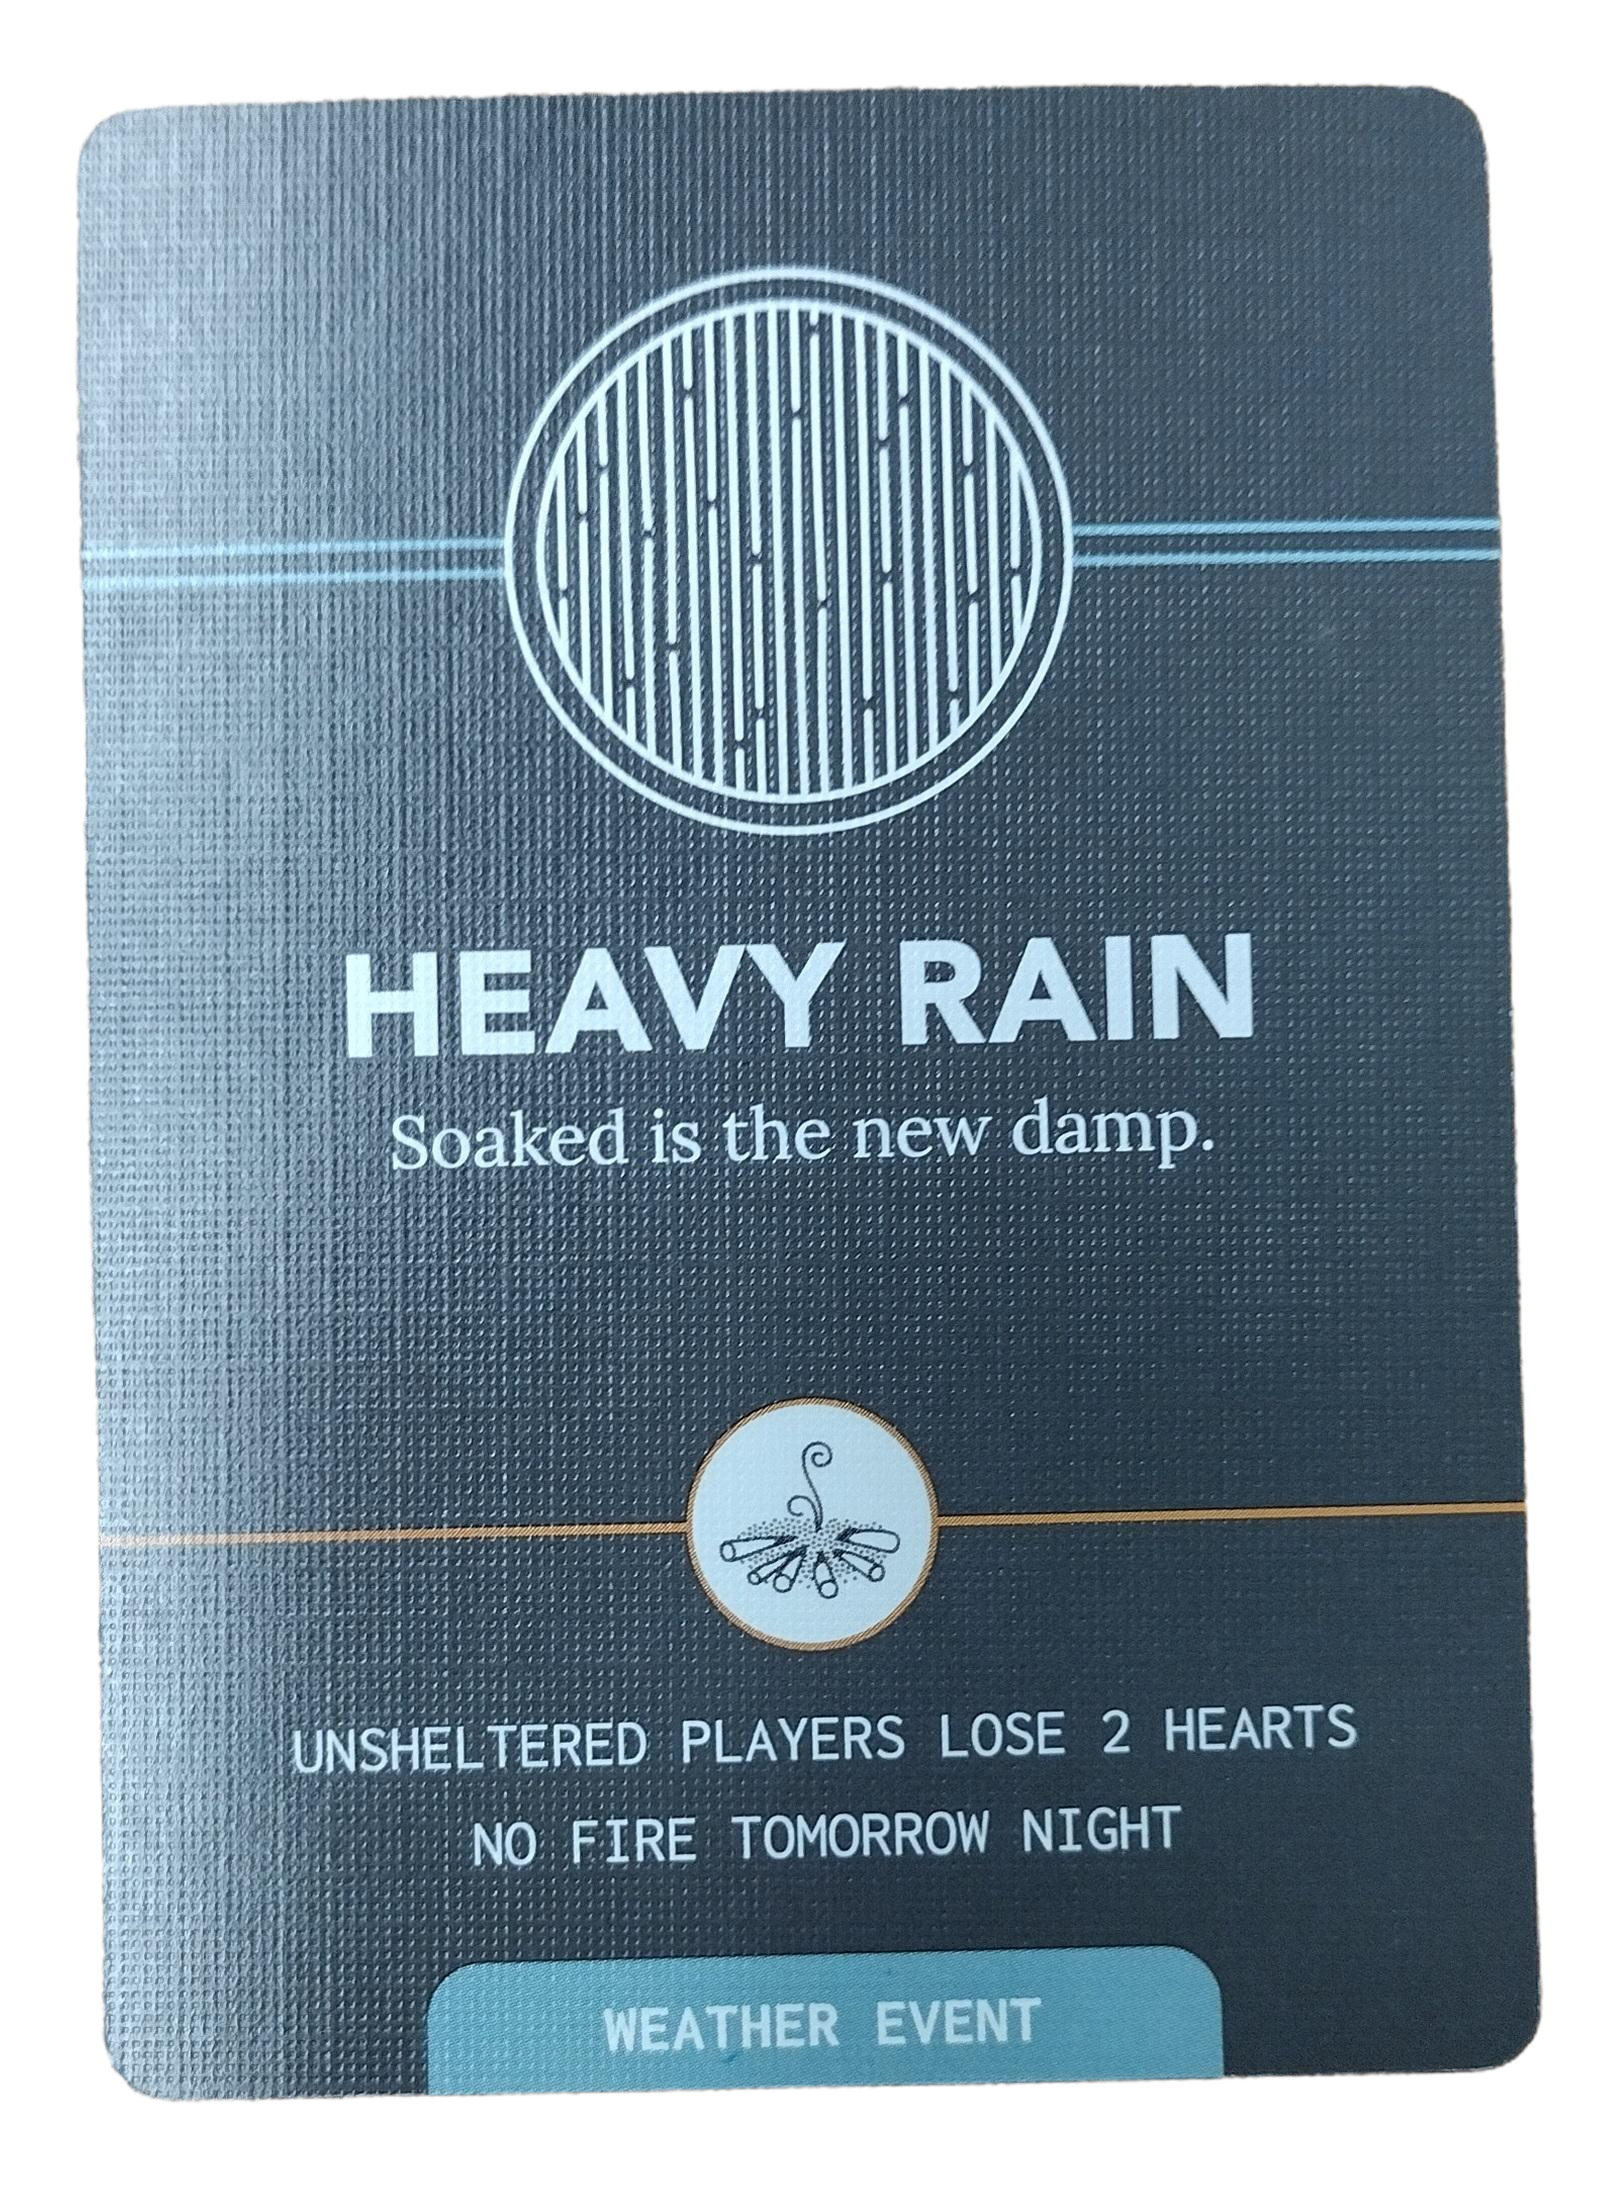 HEAVY RAIN
Soaked is the new damp.
UNSHELTERED PLAYERS LOSE 2 HEARTS
NO FIRE TOMORROW NIGHT
WEATHER EVENT